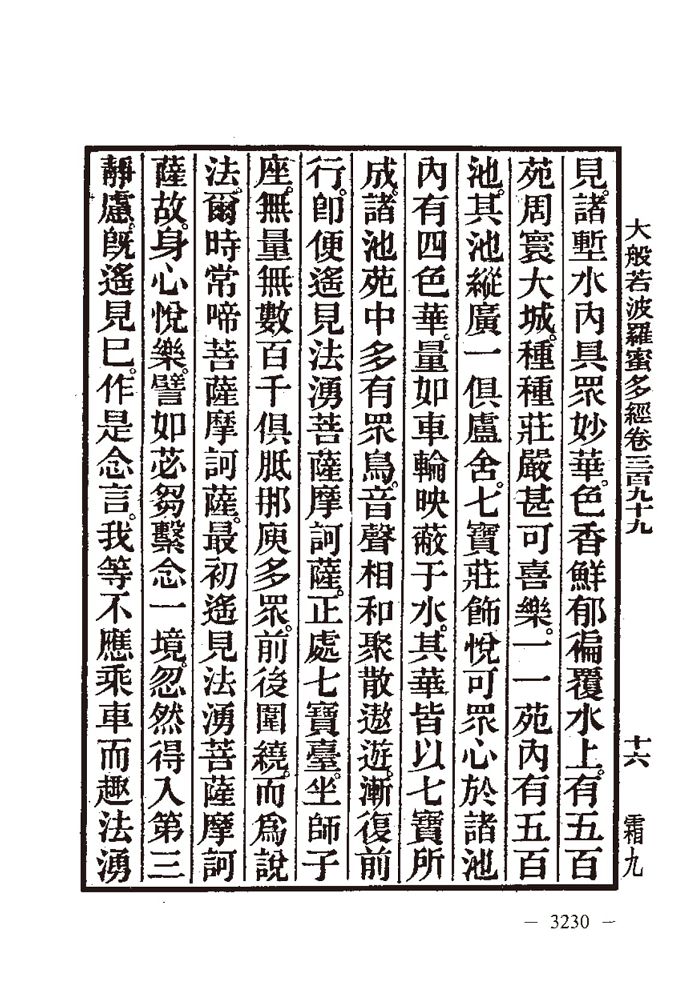 大般若波羅蜜多經卷三百九十九 十六 霜九
見諸塹水內具眾妙華色香鮮郁徧覆水上有五百
苑周寰大城種種莊嚴甚可喜樂一一苑內有五百
池其池縱廣一俱盧舍七寶莊飾悅可眾心於諸池
內有四色華量如車輪映蔽于水其華皆以七寶所
成諸池苑中多有眾鳥音聲相和聚散遨遊漸復前
行卽便遙見法湧菩薩摩訶薩正處七寶臺坐師子
座無量無數百千俱胝那庾多眾前後圍繞而爲說
法爾時常啼菩薩摩訶薩最初遙見法湧菩薩摩訶
薩故身心悅樂譬如苾芻繫念一境忽然得入第三
靜慮旣遙見已作是念言我等不應乘車而趣法湧
— 3230 —